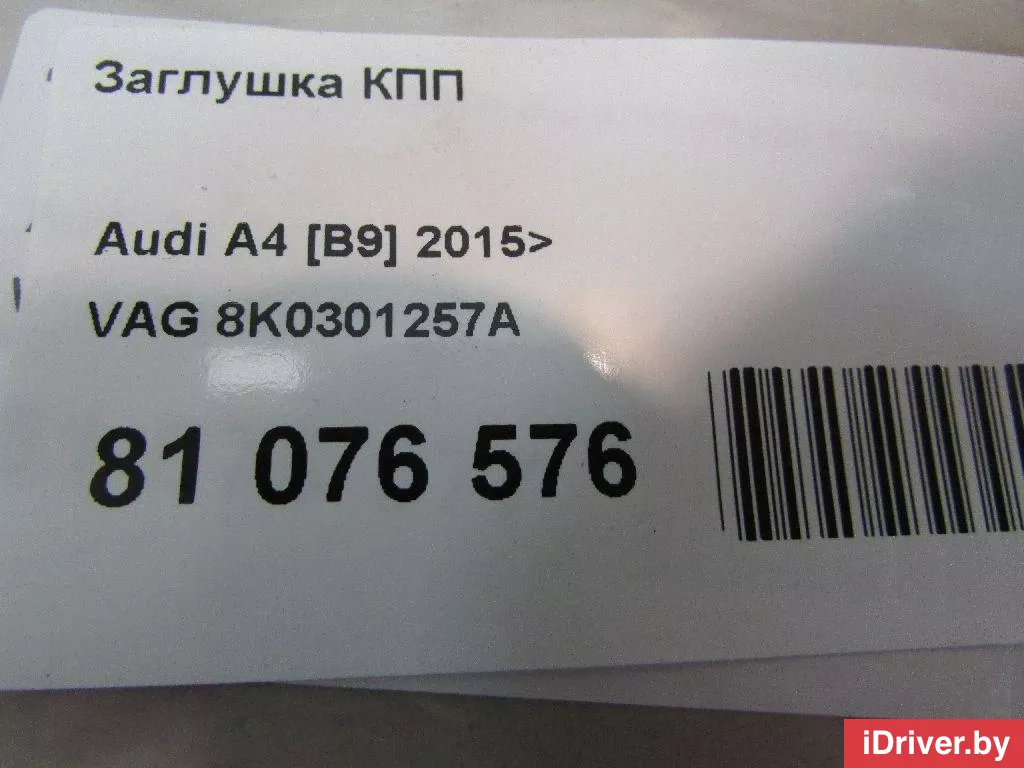 Заглушка КПП
Audi A4 [B9] 2015>
VAG 8K0301257A
81 076 576
iDriver.by